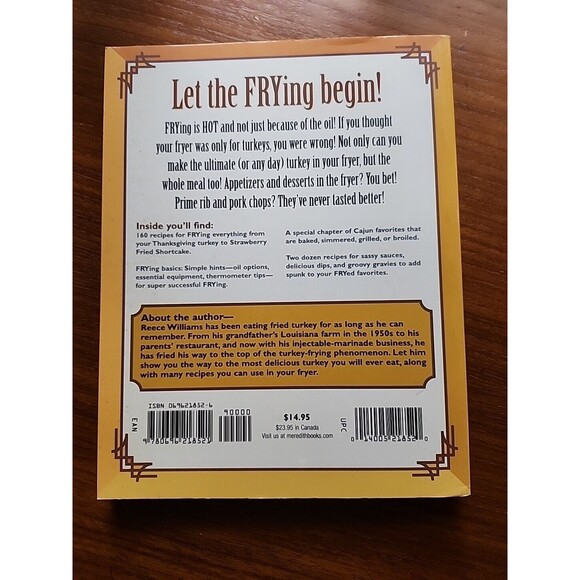 Let the FRYing begin!
FRYing is HOT and not just because of the oil! If you thought
your fryer was only for turkeys, you were wrong! Not only can you
make the ultimate (or any day) turkey in your fryer, but the
whole meal too! Appetizers and desserts in the fryer? You bet!
Prime rib and pork chops? They've never tasted better!
Inside you'll find:
160 recipes for FRYing everything from
your Thanksgiving turkey to Strawberry
Fried Shortcake.
FRYing basics: Simple hints—oil options,
essential equipment, thermometer tips—
for super successful FRYing.
A special chapter of Cajun favorites that
are baked, simmered, grilled, or broiled.
Two dozen recipes for sassy sauces,
delicious dips, and groovy gravies to add
spunk to your FRYed favorites.
About the author—
Reece Williams has been eating fried turkey for as long as he can
remember. From his grandfather's Louisiana farm in the 1950s to his
parents' restaurant, and now with his injectable-marinade business, he
has fried his way to the top of the turkey-frying phenomenon. Let him
show you the way to the most delicious turkey you will ever eat, along
with many recipes you can use in your fryer.
ISBN 069621852-6
90000
EAN
9 780696 218521
$14.95
$23.95 in Canada
Visit us at meredithbooks.com
UPC
0 14005 21852 0